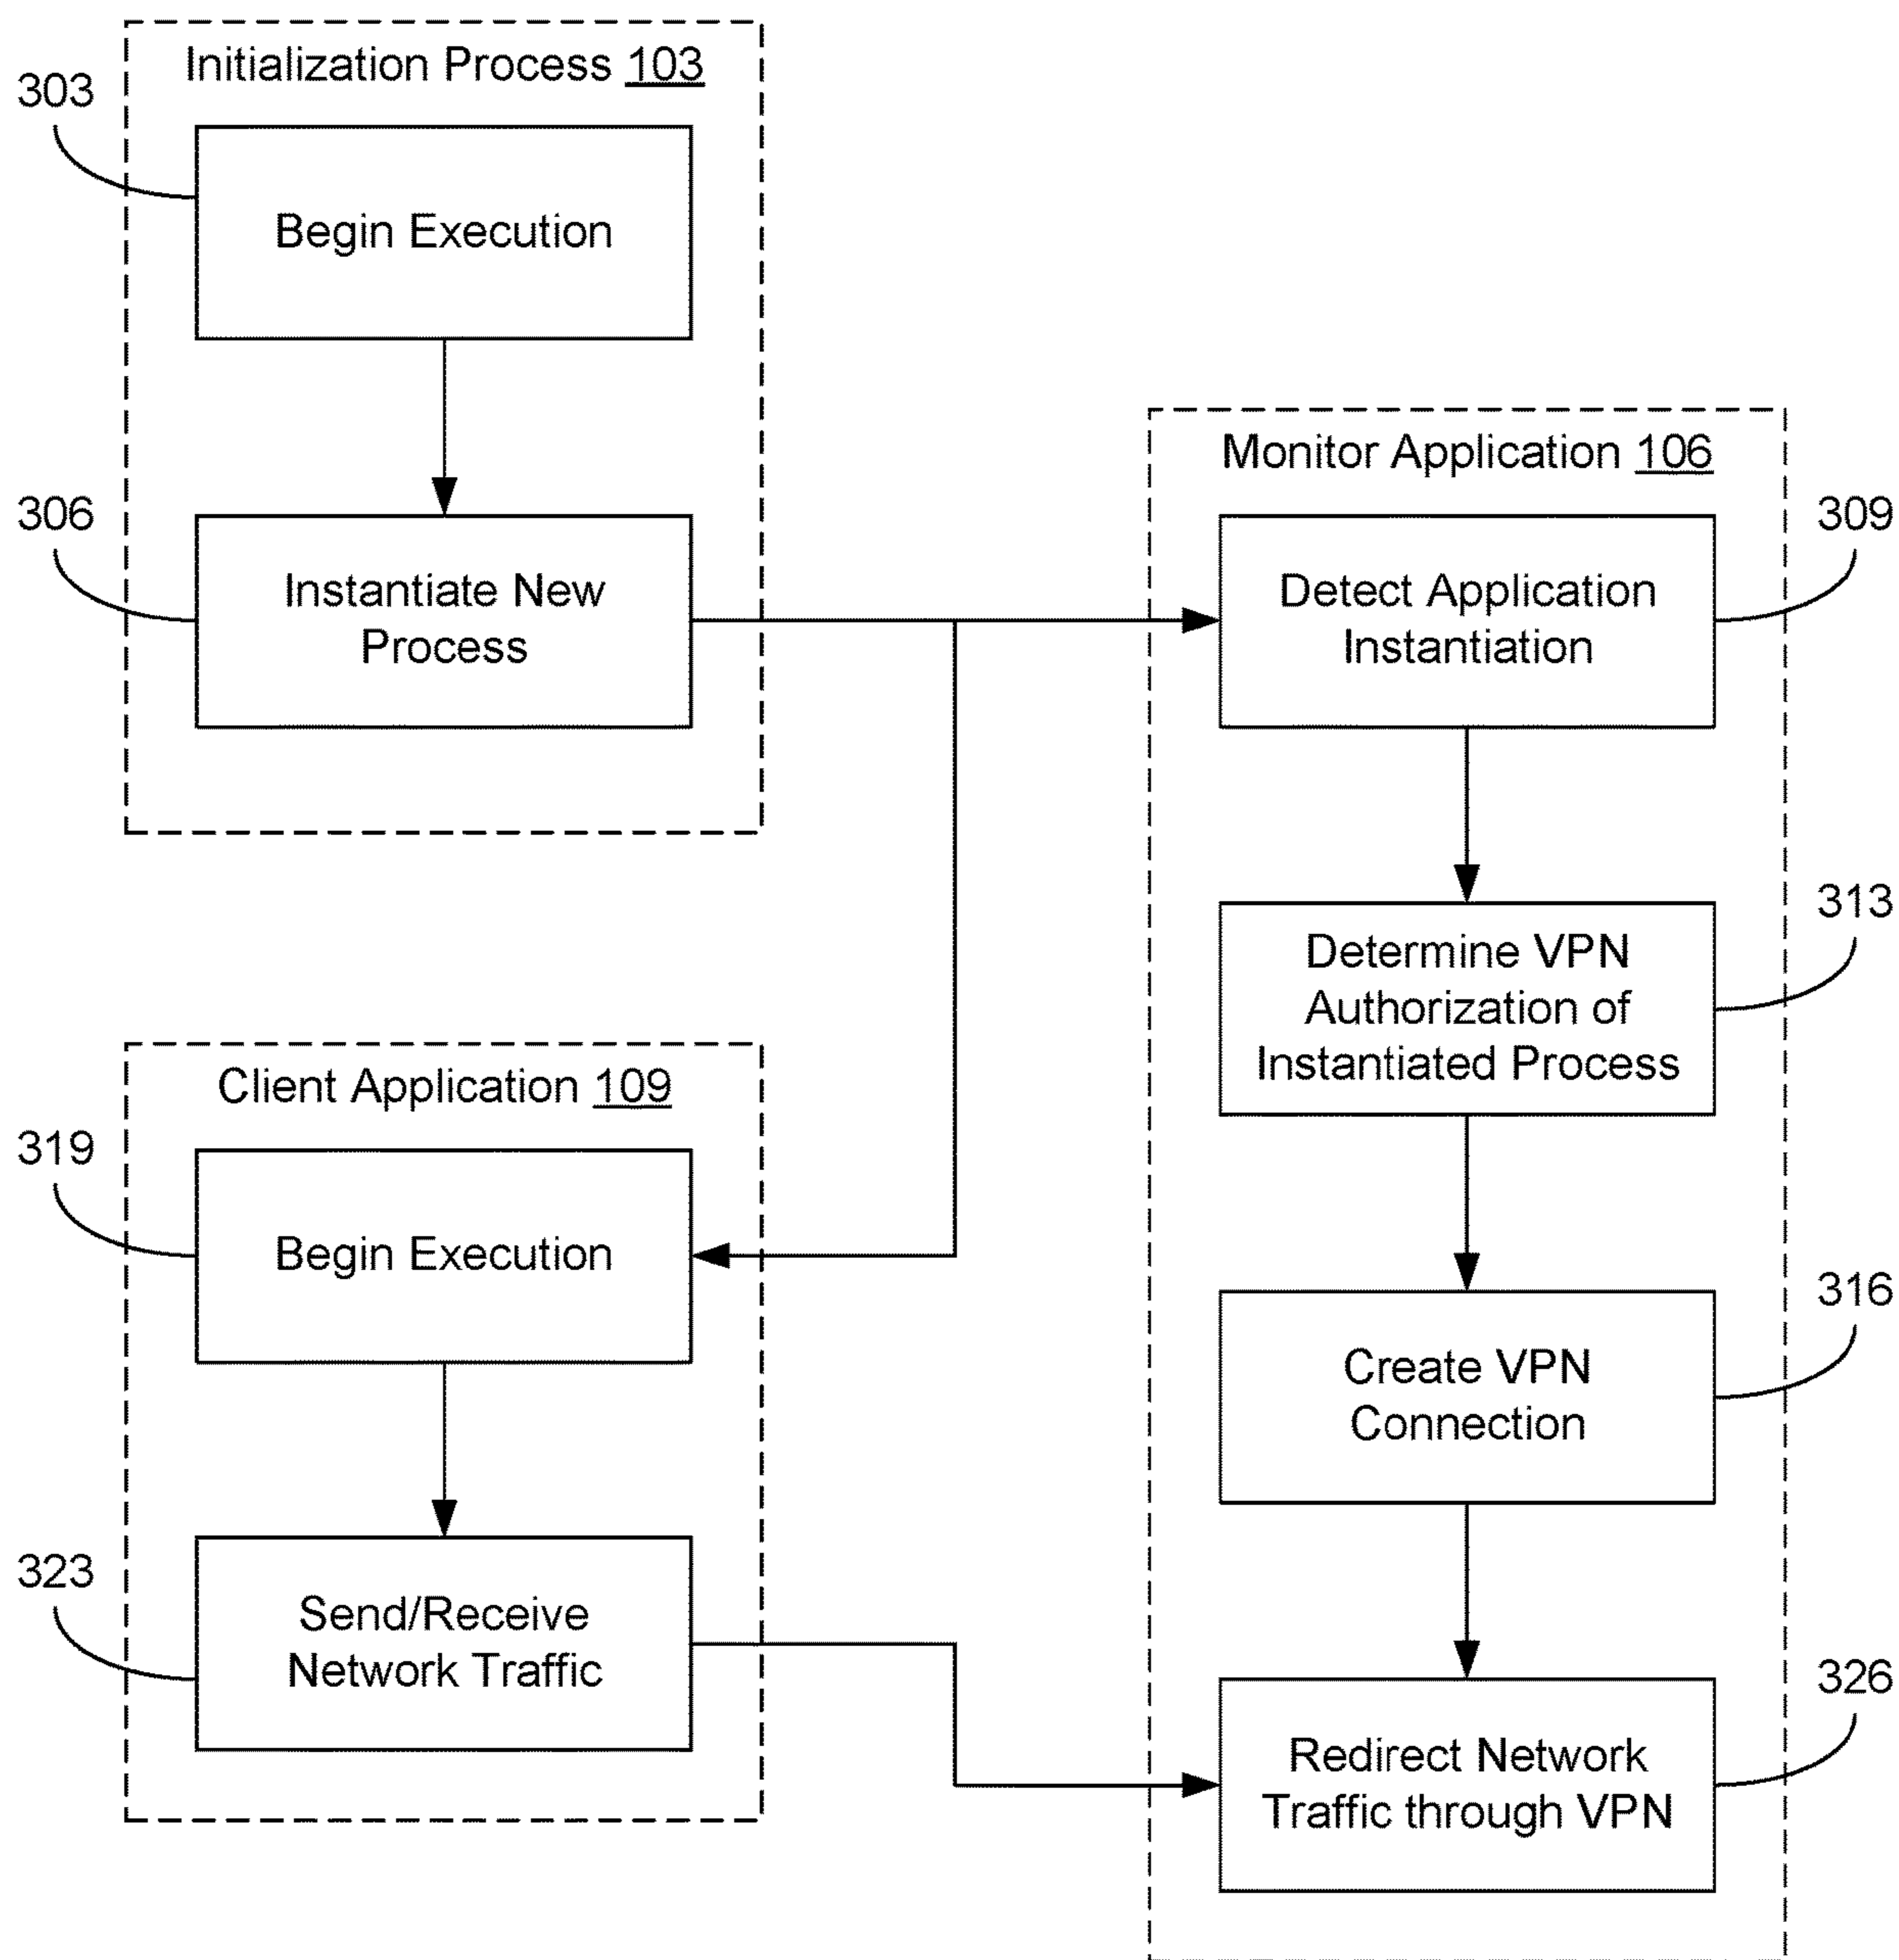 Initialization Process 103
303
Begin Execution
306
Instantiate New
Process
Monitor Application 106
309
Detect Application
Instantiation
313
Determine VPN
Authorization of
Instantiated Process
Client Application 109
319
Begin Execution
316
Create VPN
Connection
323
Send/Receive
Network Traffic
326
Redirect Network
Traffic through VPN